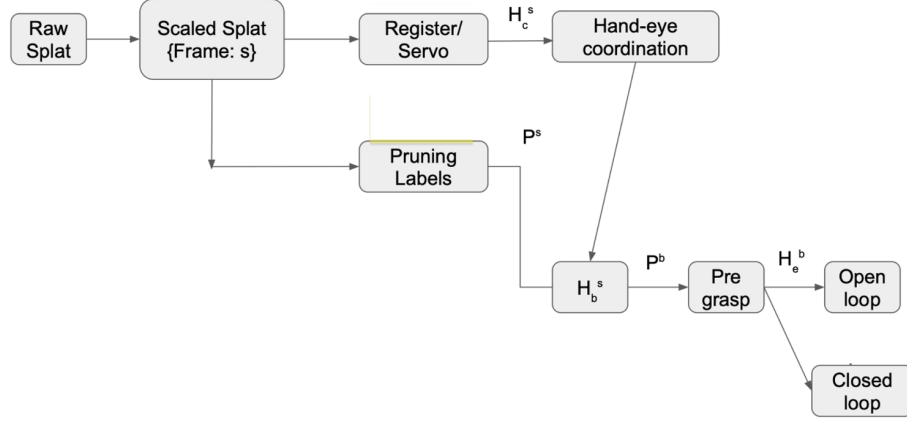 Raw
Splat
Scaled Splat
{Frame: s}
Register/
Servo
H_c^s
Hand-eye
coordination
Pruning
Labels
P^s
H_b^s
P^b
Pre
grasp
H_e^b
Open
loop
Closed
loop